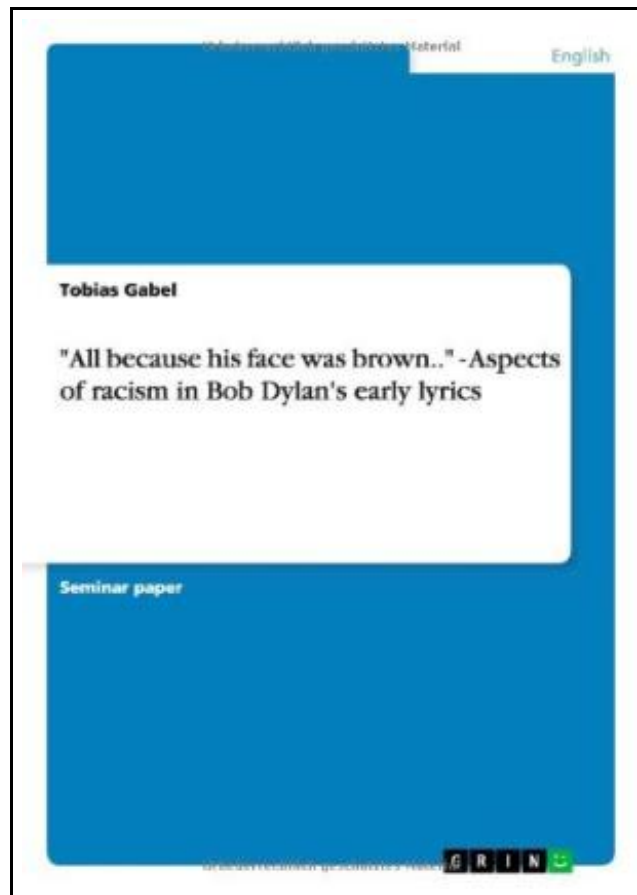 Material
English
Tobias Gabel
"All because his face was brown.." - Aspects
of racism in Bob Dylan's early lyrics
Seminar paper
GRIN